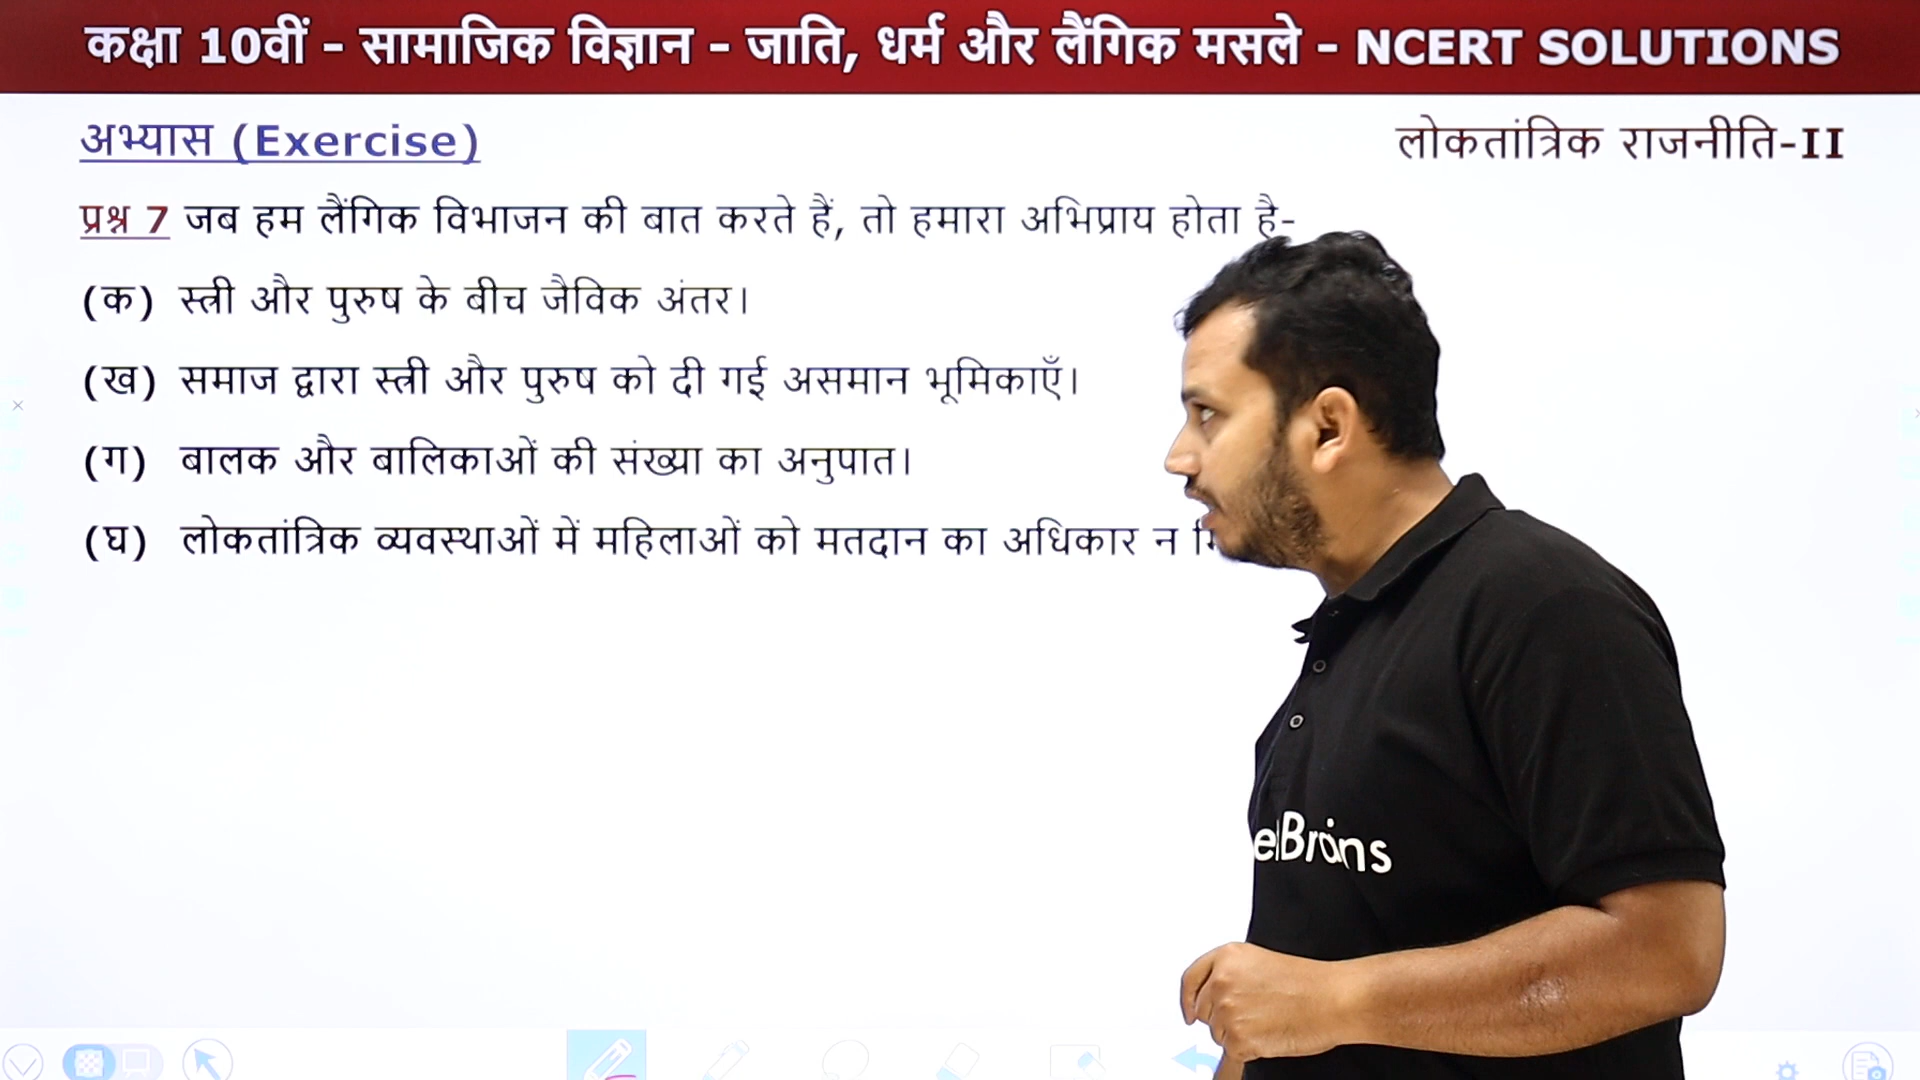 कक्षा 10वीं - सामाजिक विज्ञान - जाति, धर्म और लैंगिक मसले - NCERT SOLUTIONS
अभ्यास (Exercise)
लोकतांत्रिक राजनीति-II
प्रश्न 7 जब हम लैंगिक विभाजन की बात करते हैं, तो हमारा अभिप्राय होता है-
(क) स्त्री और पुरुष के बीच जैविक अंतर।
(ख) समाज द्वारा स्त्री और पुरुष को दी गई असमान भूमिकाएँ।
(ग) बालक और बालिकाओं की संख्या का अनुपात।
(घ) लोकतांत्रिक व्यवस्थाओं में महिलाओं को मतदान का अधिकार न